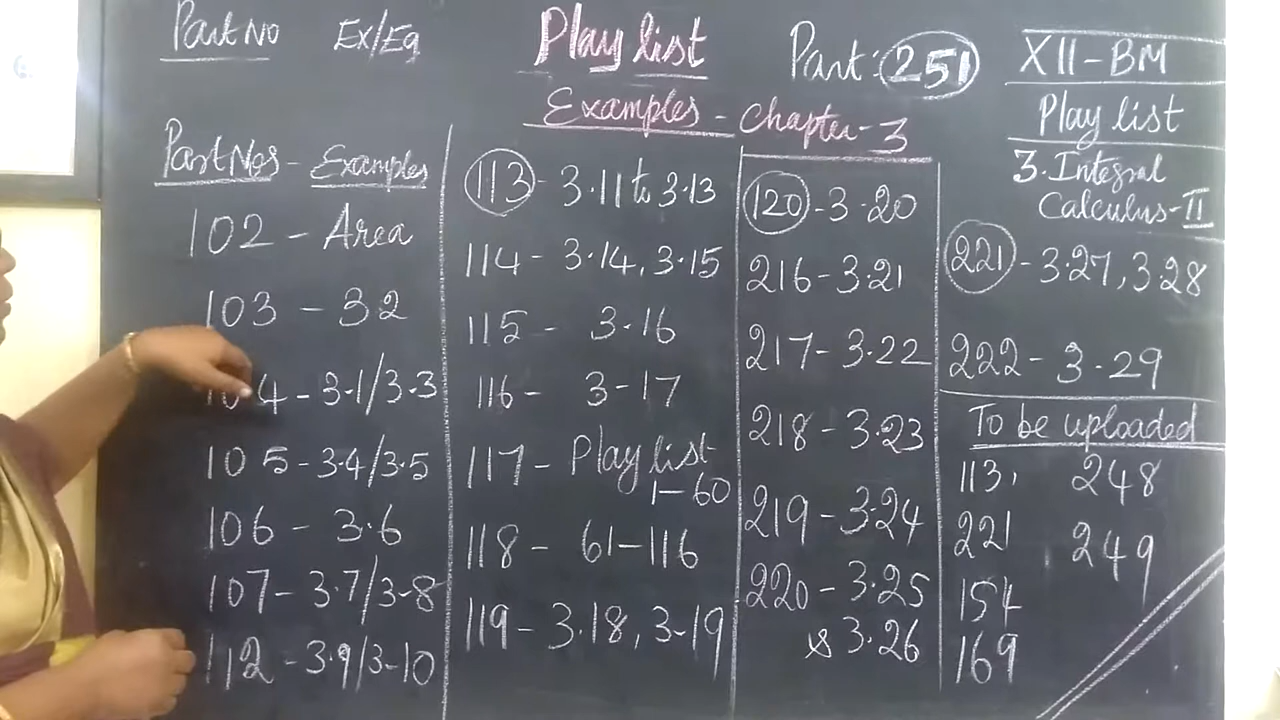 Part No Ex/Eg
Play list
Part: 251
XII-BM
Play list
3. Integral
Calculus-II
Examples - Chapter-3
Part Nos - Examples
102 - Area
103 - 3.2
104 - 3.1/3.3
105 - 3.4/3.5
106 - 3.6
107 - 3.7/3-8
112 - 3.9/3-10
113 - 3.11 to 3.13
114 - 3.14, 3.15
115 - 3.16
116 - 3-17
117 - Play list
1-60
118 - 61-116
119 - 3.18, 3-19
120 - 3.20
216 - 3.21
217 - 3.22
218 - 3.23
219 - 3.24
220 - 3.25
& 3.26
221 - 3.27, 3.28
222 - 3.29
To be uploaded
113, 248
221 249
154
169